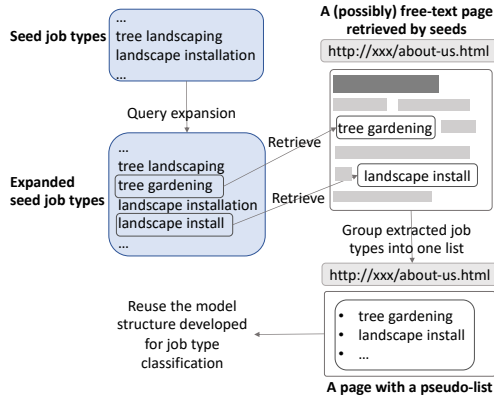 Seed job types
...
tree landscaping
landscape installation
...
Query expansion
Expanded
seed job types
...
tree landscaping
tree gardening
landscape installation
landscape install
...
Retrieve
Retrieve
A (possibly) free-text page
retrieved by seeds
http://xxx/about-us.html
tree gardening
landscape install
Group extracted job
types into one list
http://xxx/about-us.html
• tree gardening
• landscape install
• ...
A page with a pseudo-list
Reuse the model
structure developed
for job type
classification